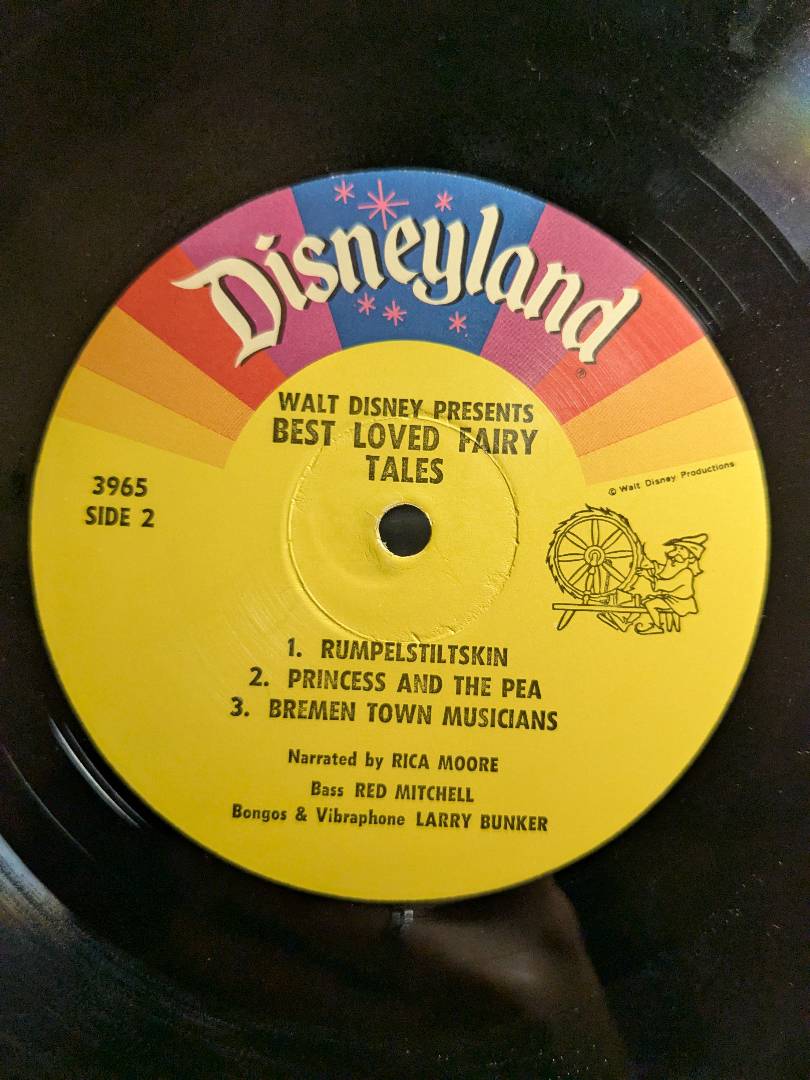 Disneyland
®
WALT DISNEY PRESENTS
BEST LOVED FAIRY
TALES
© Walt Disney Productions
3965
SIDE 2
1. RUMPELSTILTSKIN
2. PRINCESS AND THE PEA
3. BREMEN TOWN MUSICIANS
Narrated by RICA MOORE
Bass RED MITCHELL
Bongos & Vibraphone LARRY BUNKER